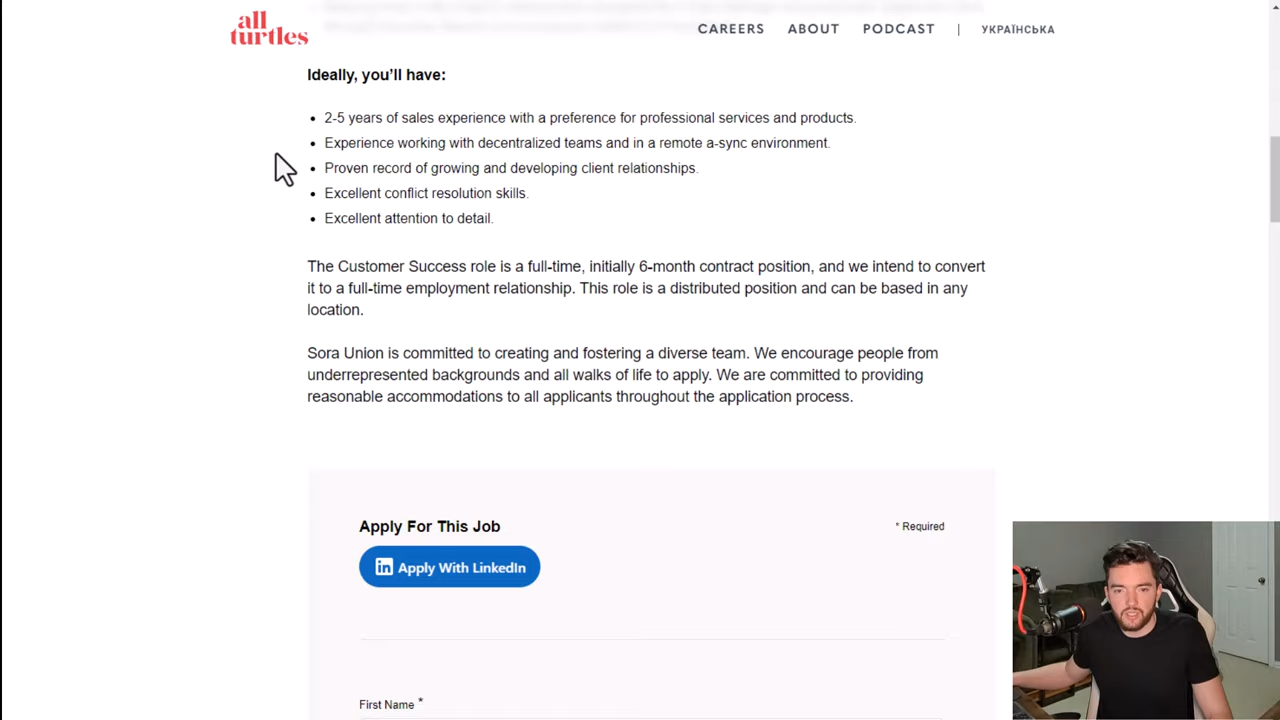 all
turtles
CAREERS ABOUT PODCAST | УКРАЇНСЬКА
Ideally, you'll have:
• 2-5 years of sales experience with a preference for professional services and products.
• Experience working with decentralized teams and in a remote a-sync environment.
• Proven record of growing and developing client relationships.
• Excellent conflict resolution skills.
• Excellent attention to detail.
The Customer Success role is a full-time, initially 6-month contract position, and we intend to convert
it to a full-time employment relationship. This role is a distributed position and can be based in any
location.
Sora Union is committed to creating and fostering a diverse team. We encourage people from
underrepresented backgrounds and all walks of life to apply. We are committed to providing
reasonable accommodations to all applicants throughout the application process.
Apply For This Job
* Required
in Apply With LinkedIn
First Name *